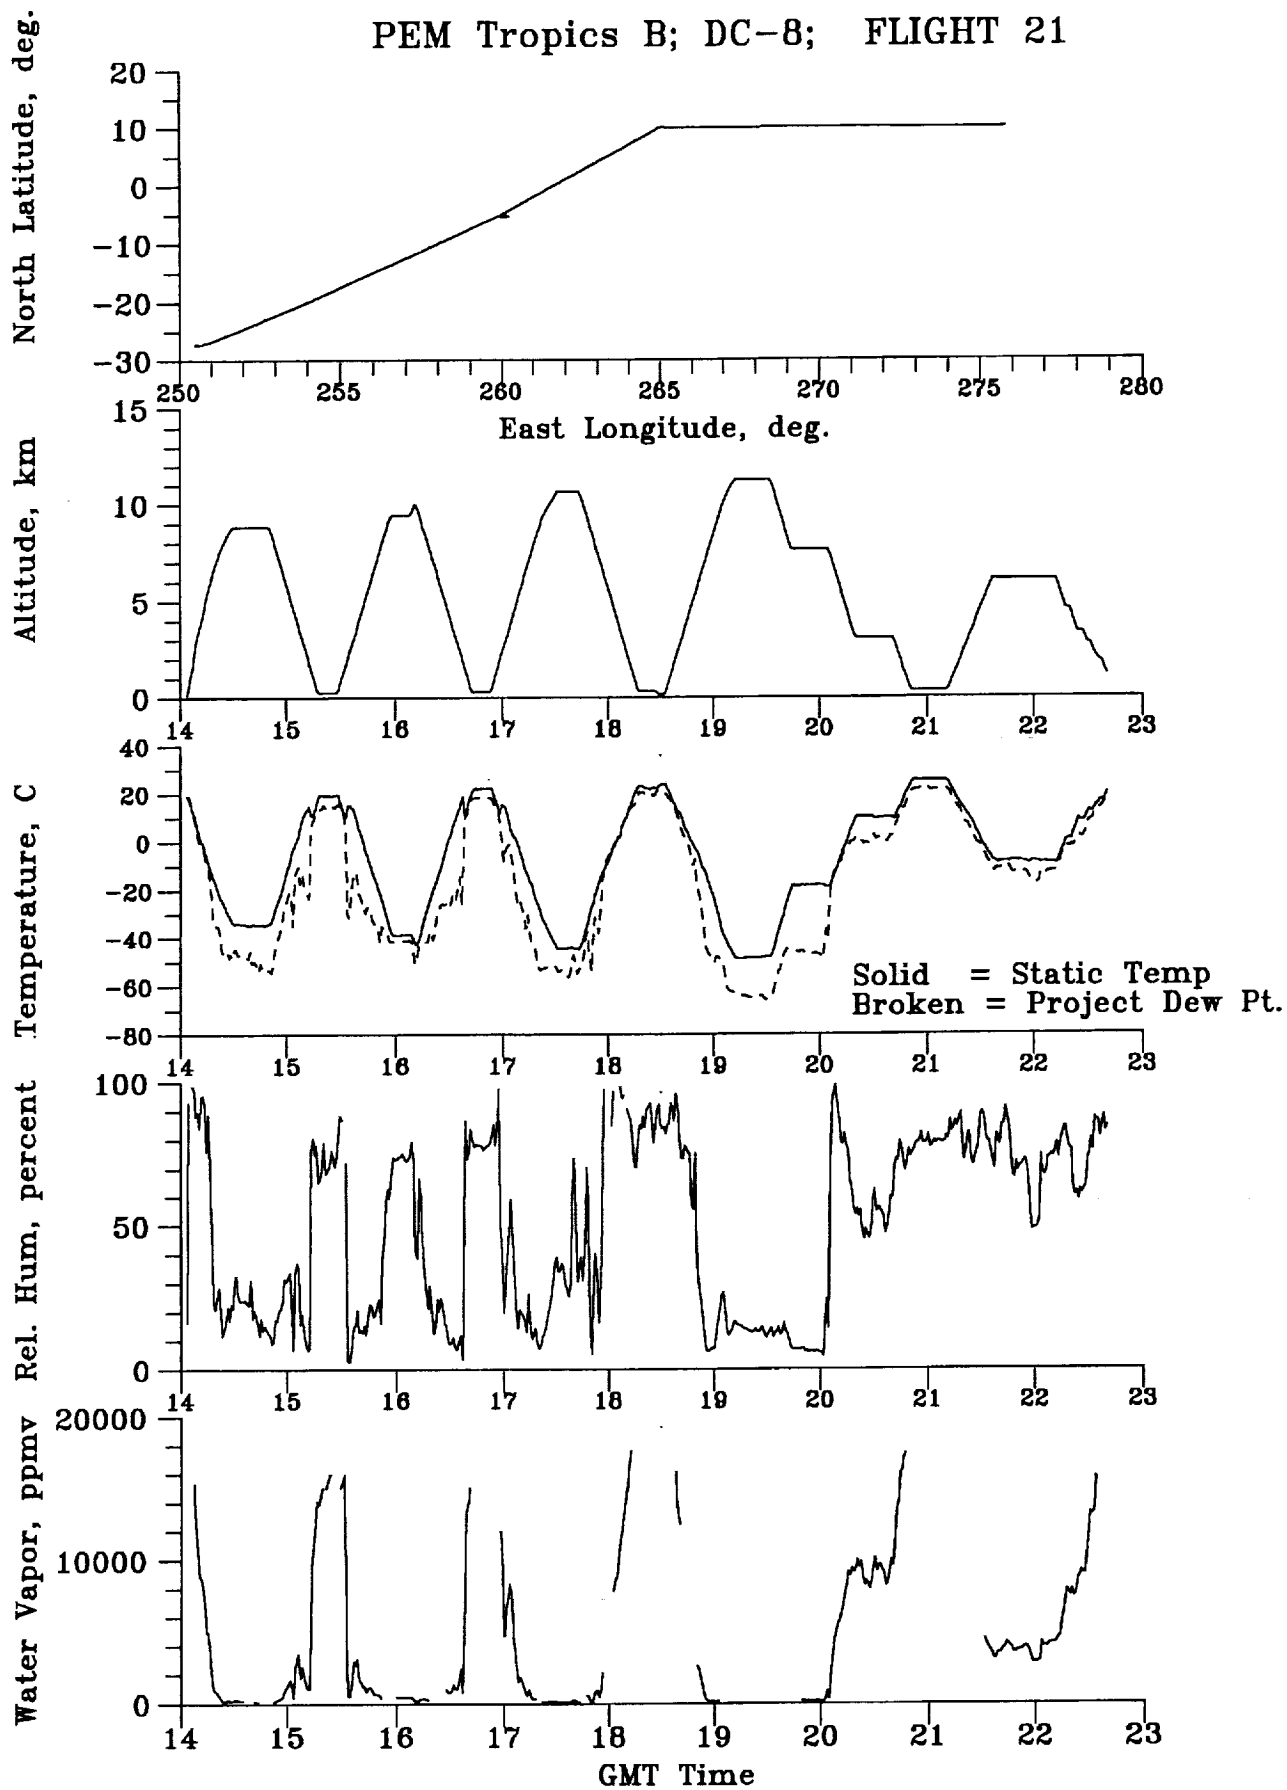 PEM Tropics B; DC-8; FLIGHT 21
North Latitude, deg.
20
10
0
-10
-20
-30
250 255 260 265 270 275 280
East Longitude, deg.
Altitude, km
15
10
5
0
14 15 16 17 18 19 20 21 22 23
Temperature, C
40
20
0
-20
-40
-60
-80
Solid = Static Temp
Broken = Project Dew Pt.
14 15 16 17 18 19 20 21 22 23
Rel. Hum, percent
100
50
0
14 15 16 17 18 19 20 21 22 23
Water Vapor, ppmv
20000
10000
0
14 15 16 17 18 19 20 21 22 23
GMT Time